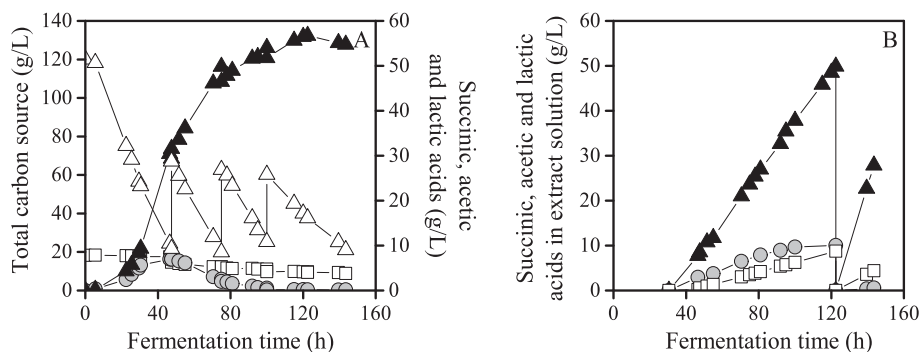 140
120
100
80
60
40
20
0
Total carbon source (g/L)
A
60
50
40
30
20
10
0
Succinic, acetic
and lactic acids (g/L)
0 40 80 120 160
Fermentation time (h)
B
60
50
40
30
20
10
0
Succinic, acetic and lactic
acids in extract solution (g/L)
0 40 80 120 160
Fermentation time (h)